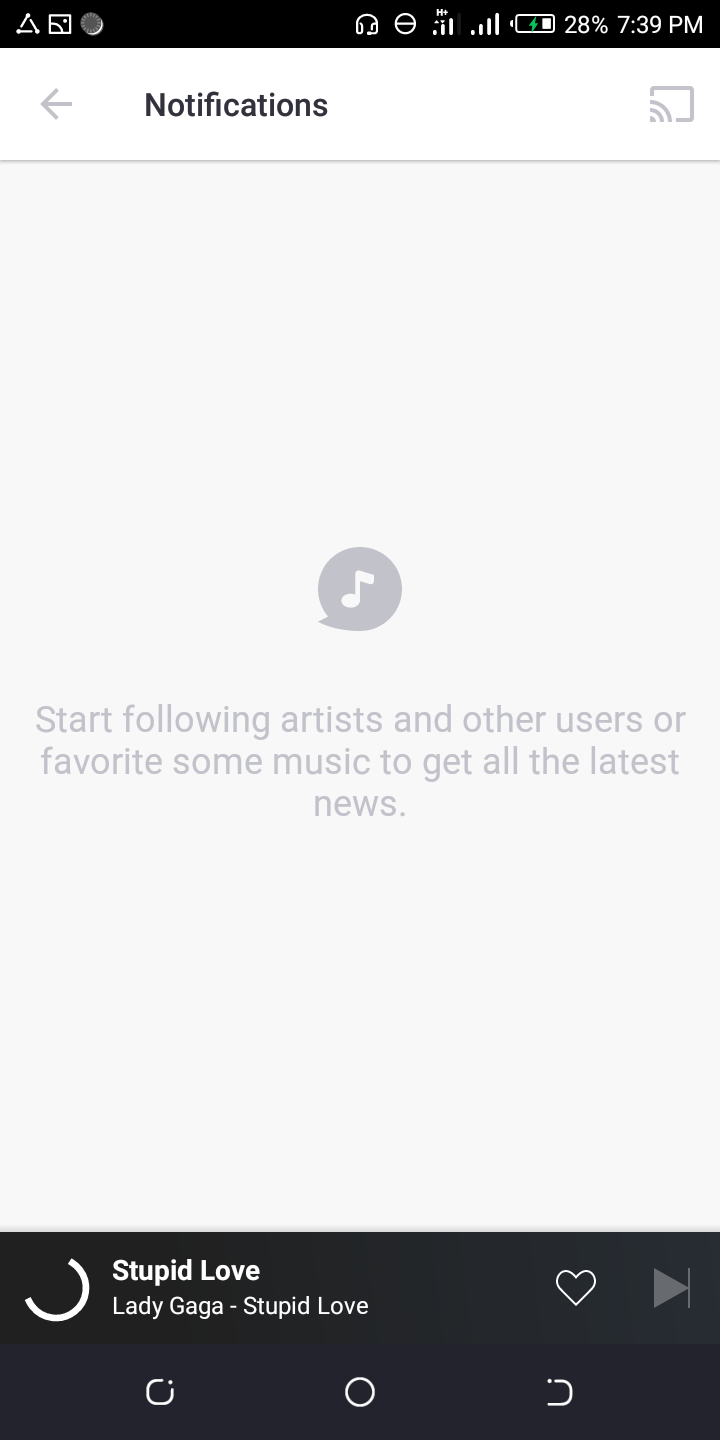 H+ 28% 7:39 PM
Notifications
Start following artists and other users or
favorite some music to get all the latest
news.
Stupid Love
Lady Gaga - Stupid Love